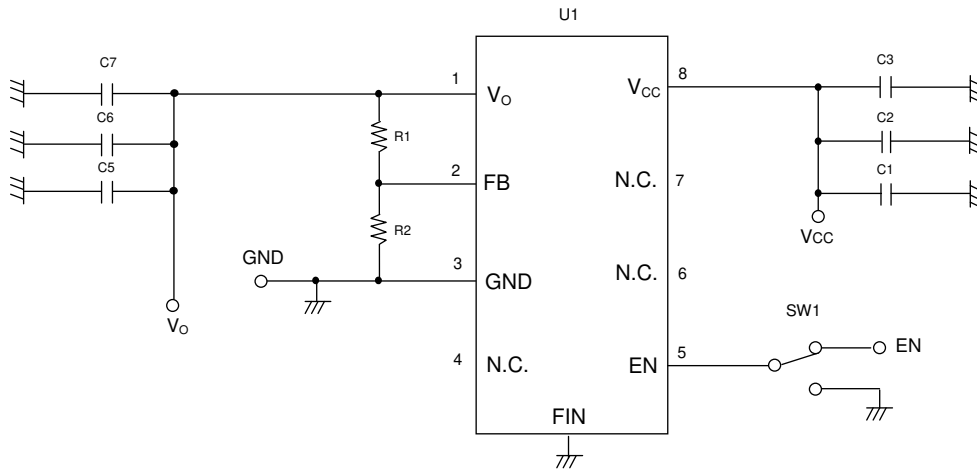 U1
C7
C6
C5
1
VO
R1
2
FB
R2
GND
3
GND
4
N.C.
FIN
8
VCC
C3
C2
C1
VCC
N.C.
7
N.C.
6
5
EN
SW1
EN
VO